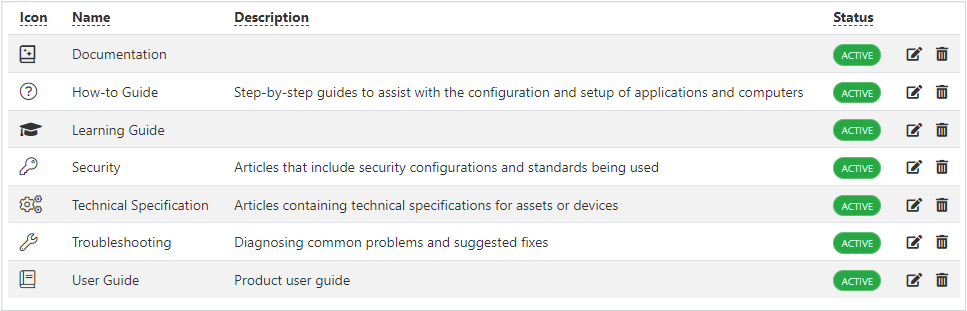 Icon Name Description Status
Documentation ACTIVE
How-to Guide Step-by-step guides to assist with the configuration and setup of applications and computers ACTIVE
Learning Guide ACTIVE
Security Articles that include security configurations and standards being used ACTIVE
Technical Specification Articles containing technical specifications for assets or devices ACTIVE
Troubleshooting Diagnosing common problems and suggested fixes ACTIVE
User Guide Product user guide ACTIVE